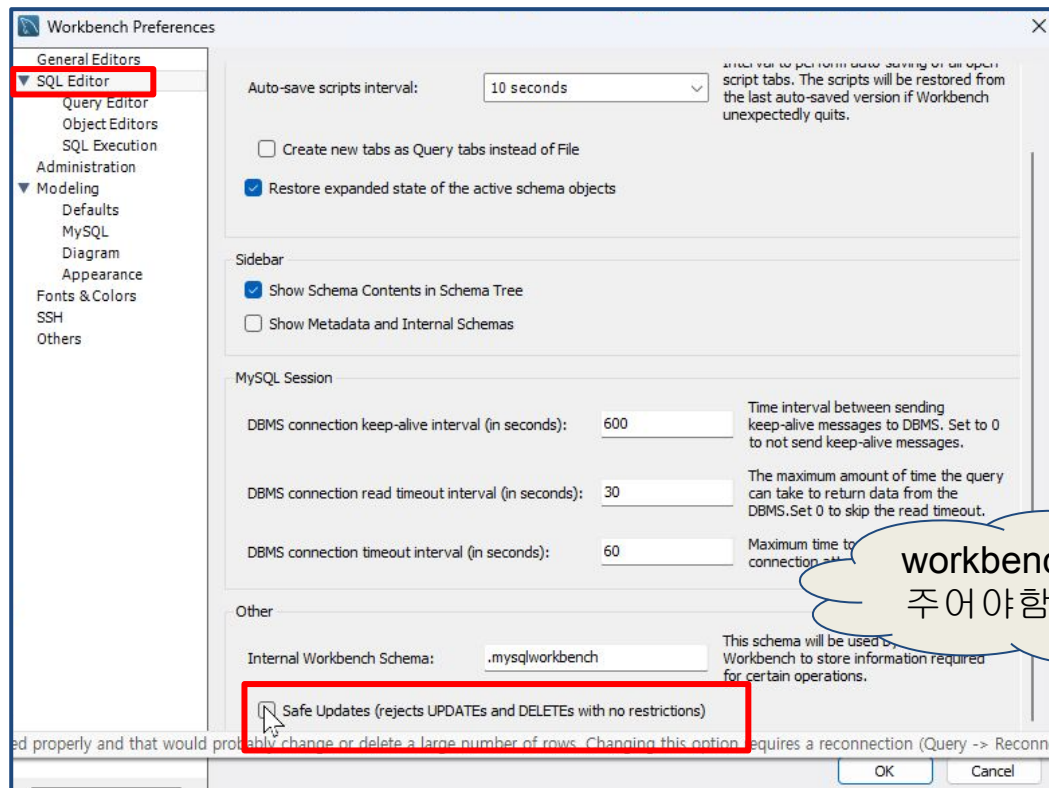 Workbench Preferences
General Editors
SQL Editor
Query Editor
Object Editors
SQL Execution
Administration
Modeling
Defaults
MySQL
Diagram
Appearance
Fonts & Colors
SSH
Others
Interval to perform auto-saving of all open
script tabs. The scripts will be restored from
the last auto-saved version if Workbench
unexpectedly quits.
Auto-save scripts interval:
10 seconds
Create new tabs as Query tabs instead of File
Restore expanded state of the active schema objects
Sidebar
Show Schema Contents in Schema Tree
Show Metadata and Internal Schemas
MySQL Session
DBMS connection keep-alive interval (in seconds):
600
Time interval between sending
keep-alive messages to DBMS. Set to 0
to not send keep-alive messages.
DBMS connection read timeout interval (in seconds):
30
The maximum amount of time the query
can take to return data from the
DBMS.Set 0 to skip the read timeout.
DBMS connection timeout interval (in seconds):
60
Maximum time to
connection
workbenc
주어야함
Other
Internal Workbench Schema:
.mysqlworkbench
This schema will be used
Workbench to store information required
for certain operations.
Safe Updates (rejects UPDATEs and DELETEs with no restrictions)
ed properly and that would probably change or delete a large number of rows. Changing this option requires a reconnection (Query -> Reconn
OK
Cancel